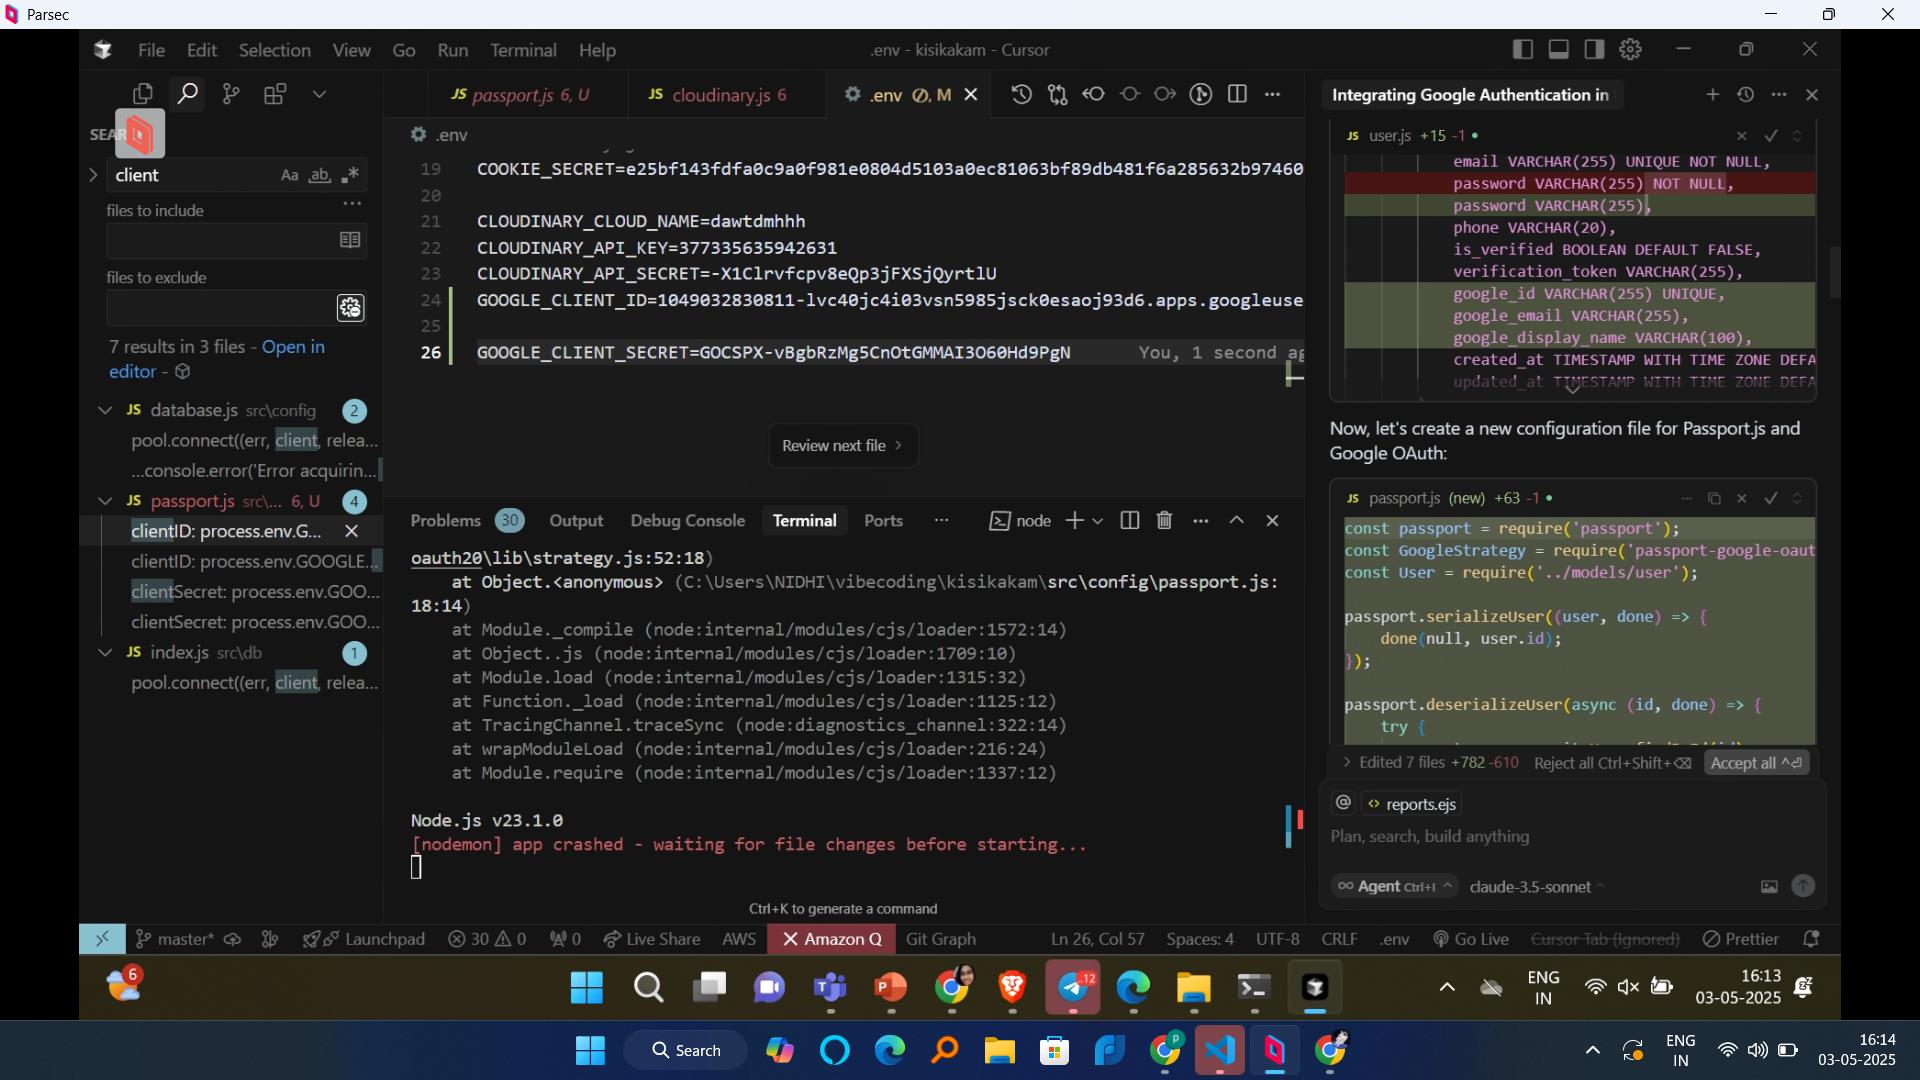 Parsec
File Edit Selection View Go Run Terminal Help
.env - kisikakam - Cursor
JS passport.js 6, U
JS cloudinary.js 6
.env M
Integrating Google Authentication in
SEAR
client
Aa ab
files to include
files to exclude
7 results in 3 files - Open in
editor -
JS database.js src\config 2
pool.connect((err, client, relea...
...console.error('Error acquirin...
JS passport.js src\... 6, U 4
clientID: process.env.G...
clientID: process.env.GOOGLE...
clientSecret: process.env.GOO...
clientSecret: process.env.GOO...
JS index.js src\db 1
pool.connect((err, client, relea...
.env
19 COOKIE_SECRET=e25bf143fdfa0c9a0f981e0804d5103a0ec81063bf89db481f6a285632b97460
20
21 CLOUDINARY_CLOUD_NAME=dawtdmhhh
22 CLOUDINARY_API_KEY=377335635942631
23 CLOUDINARY_API_SECRET=-X1Clrvfcpv8eQp3jFXSjQyrtlU
24 GOOGLE_CLIENT_ID=1049032830811-lvc40jc4i03vsn5985jsck0esaoj93d6.apps.googleuse
25
26 GOOGLE_CLIENT_SECRET=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 You, 1 second ag
Review next file >
Problems 30 Output Debug Console Terminal Ports ... node
oauth20\lib\strategy.js:52:18)
at Object.<anonymous> (C:\Users\NIDHI\vibecoding\kisikakam\src\config\passport.js:
18:14)
at Module._compile (node:internal/modules/cjs/loader:1572:14)
at Object..js (node:internal/modules/cjs/loader:1709:10)
at Module.load (node:internal/modules/cjs/loader:1315:32)
at Function._load (node:internal/modules/cjs/loader:1125:12)
at TracingChannel.traceSync (node:diagnostics_channel:322:14)
at wrapModuleLoad (node:internal/modules/cjs/loader:216:24)
at Module.require (node:internal/modules/cjs/loader:1337:12)
Node.js v23.1.0
[nodemon] app crashed - waiting for file changes before starting...
Ctrl+K to generate a command
JS user.js +15 -1
email VARCHAR(255) UNIQUE NOT NULL,
password VARCHAR(255) NOT NULL,
password VARCHAR(255),
phone VARCHAR(20),
is_verified BOOLEAN DEFAULT FALSE,
verification_token VARCHAR(255),
google_id VARCHAR(255) UNIQUE,
google_email VARCHAR(255),
google_display_name VARCHAR(100),
created_at TIMESTAMP WITH TIME ZONE DEFA
updated_at TIMESTAMP WITH TIME ZONE DEFA
Now, let's create a new configuration file for Passport.js and
Google OAuth:
JS passport.js (new) +63 -1
const passport = require('passport');
const GoogleStrategy = require('passport-google-oaut
const User = require('../models/user');
passport.serializeUser((user, done) => {
done(null, user.id);
});
passport.deserializeUser(async (id, done) => {
try {
> Edited 7 files +782 -610 Reject all Ctrl+Shift+⌫ Accept all ^⏎
@ <> reports.ejs
Plan, search, build anything
∞ Agent Ctrl+I claude-3.5-sonnet
master* Launchpad 30 0 0 Live Share AWS Amazon Q Git Graph
Ln 26, Col 57 Spaces: 4 UTF-8 CRLF .env Go Live Cursor Tab (Ignored) Prettier
6
12
ENG
IN
16:13
03-05-2025
Search
P
ENG
IN
16:14
03-05-2025